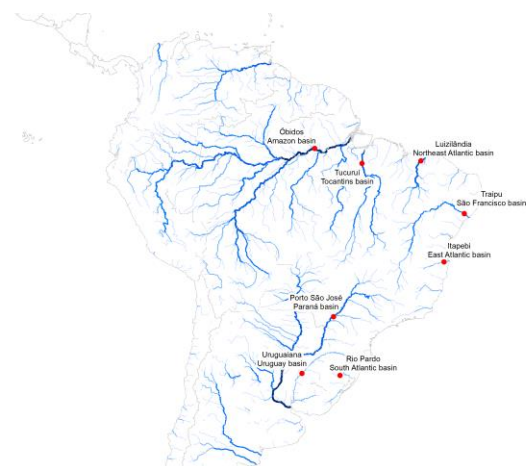 Óbidos
Amazon basin
Luizilândia
Northeast Atlantic basin
Tucuruí
Tocantins basin
Traipu
São Francisco basin
Itapebi
East Atlantic basin
Porto São José
Paraná basin
Uruguaiana
Uruguay basin
Rio Pardo
South Atlantic basin